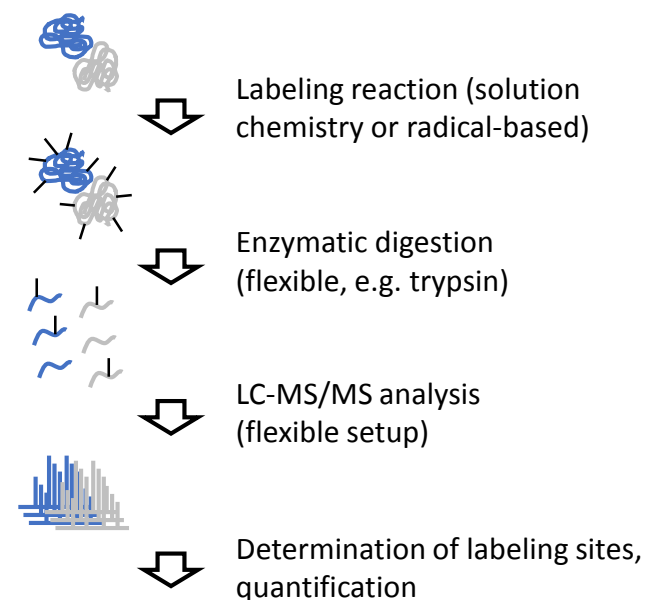 Labeling reaction (solution
chemistry or radical-based)
Enzymatic digestion
(flexible, e.g. trypsin)
LC-MS/MS analysis
(flexible setup)
Determination of labeling sites,
quantification